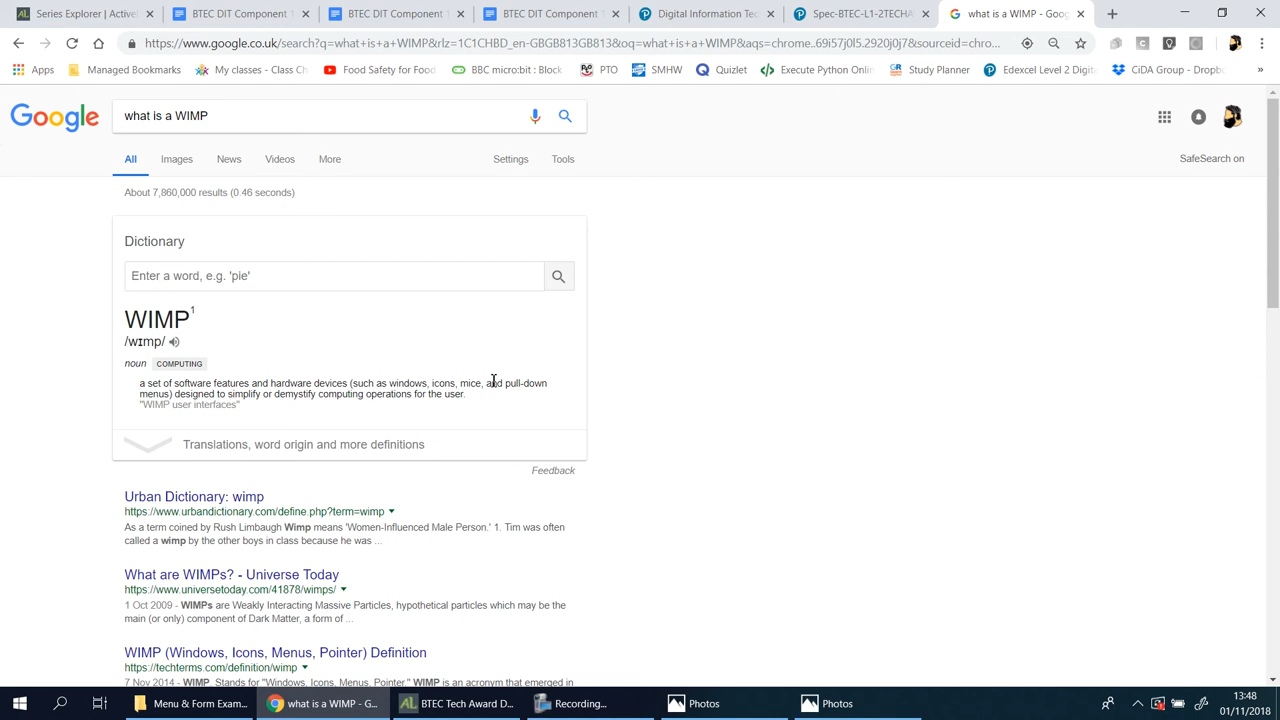 Series Explorer | Active
BTEC DIT Component 1
BTEC DIT Component 1
BTEC DIT Component 1
Digital Information Tec
Spec-BTEC-L1-2TECHA
what is a WIMP - Goog
https://www.google.co.uk/search?q=what+is+a+WIMP&rlz=1C1CHBD_en-GBGB813GB813&oq=what+is+a+WIMP&aqs=chrome..69i57j0l5.2920j0j7&sourceid=chro...
Apps
Managed Bookmarks
My classes - Class Ch
Food Safety for Food
BBC micro:bit : Block
PTO
SMHW
Quizlet
Execute Python Onlin
Study Planner
Edexcel Level 2 Digita
CiDA Group - Dropbo
»
Google
what is a WIMP
All Images News Videos More Settings Tools
SafeSearch on
About 7,860,000 results (0.46 seconds)
Dictionary
Enter a word, e.g. 'pie'
WIMP¹
/wɪmp/
noun COMPUTING
a set of software features and hardware devices (such as windows, icons, mice, and pull-down
menus) designed to simplify or demystify computing operations for the user.
"WIMP user interfaces"
Translations, word origin and more definitions
Feedback
Urban Dictionary: wimp
https://www.urbandictionary.com/define.php?term=wimp
As a term coined by Rush Limbaugh Wimp means 'Women-Influenced Male Person.' 1. Tim was often
called a wimp by the other boys in class because he was ...
What are WIMPs? - Universe Today
https://www.universetoday.com/41878/wimps/
1 Oct 2009 - WIMPs are Weakly Interacting Massive Particles, hypothetical particles which may be the
main (or only) component of Dark Matter, a form of ...
WIMP (Windows, Icons, Menus, Pointer) Definition
https://techterms.com/definition/wimp
7 Nov 2014 - WIMP. Stands for "Windows, Icons, Menus, Pointer." WIMP is an acronym that emerged in
Menu & Form Exam...
what is a WIMP - G...
AL BTEC Tech Award D...
Recording...
Photos
Photos
13:48
01/11/2018